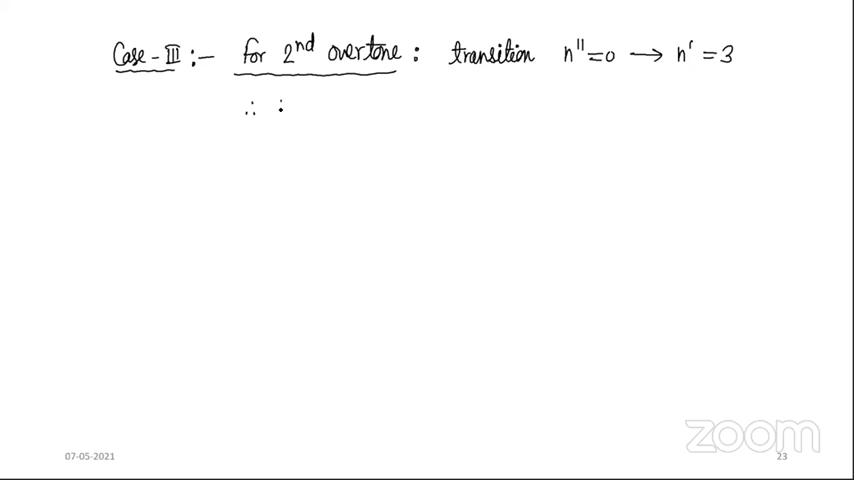 Case-III :- For 2nd overtone : transition n''=0 → n'=3
∴
zoom
07-05-2021
23